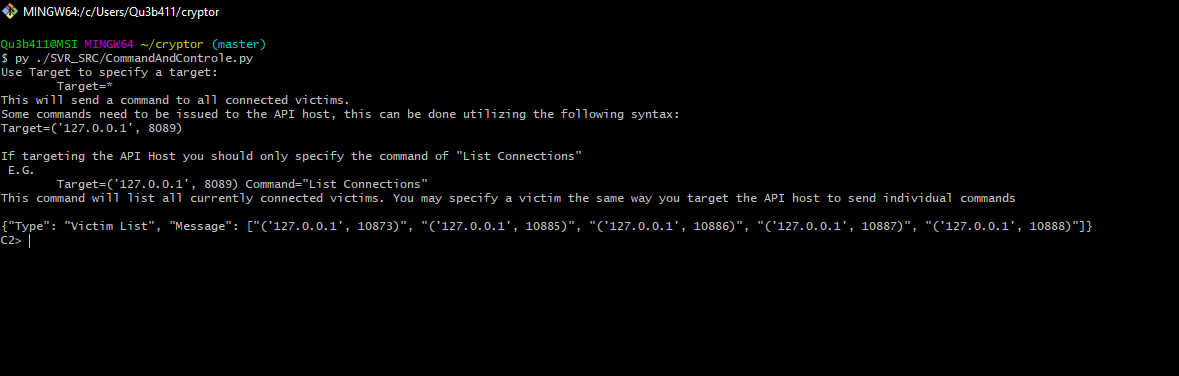 MINGW64:/c/Users/Qu3b411/cryptor
Qu3b411@MSI MINGW64 ~/cryptor (master)
$ py ./SVR_SRC/CommandAndControle.py
Use Target to specify a target:
Target=*
This will send a command to all connected victims.
Some commands need to be issued to the API host, this can be done utilizing the following syntax:
Target=('127.0.0.1', 8089)
If targeting the API Host you should only specify the command of "List Connections"
E.G.
Target=('127.0.0.1', 8089) Command="List Connections"
This command will list all currently connected victims. You may specify a victim the same way you target the API host to send individual commands
{"Type": "Victim List", "Message": ["('127.0.0.1', 10873)", "('127.0.0.1', 10885)", "('127.0.0.1', 10886)", "('127.0.0.1', 10887)", "('127.0.0.1', 10888)"]}
C2>